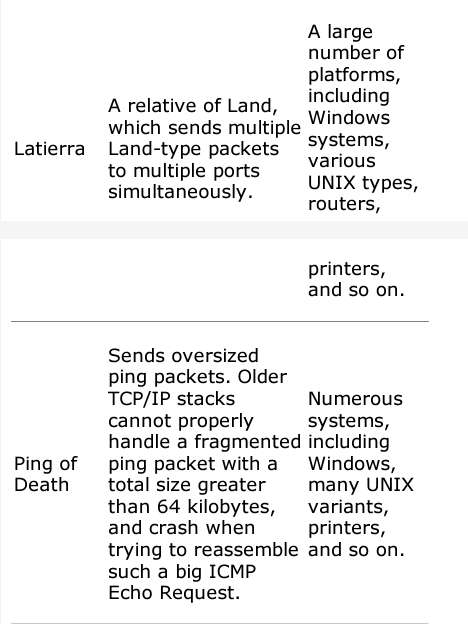 Latierra
A relative of Land,
which sends multiple
Land-type packets
to multiple ports
simultaneously.
A large
number of
platforms,
including
Windows
systems,
various
UNIX types,
routers,
printers,
and so on.
Ping of
Death
Sends oversized
ping packets. Older
TCP/IP stacks
cannot properly
handle a fragmented
ping packet with a
total size greater
than 64 kilobytes,
and crash when
trying to reassemble
such a big ICMP
Echo Request.
Numerous
systems,
including
Windows,
many UNIX
variants,
printers,
and so on.